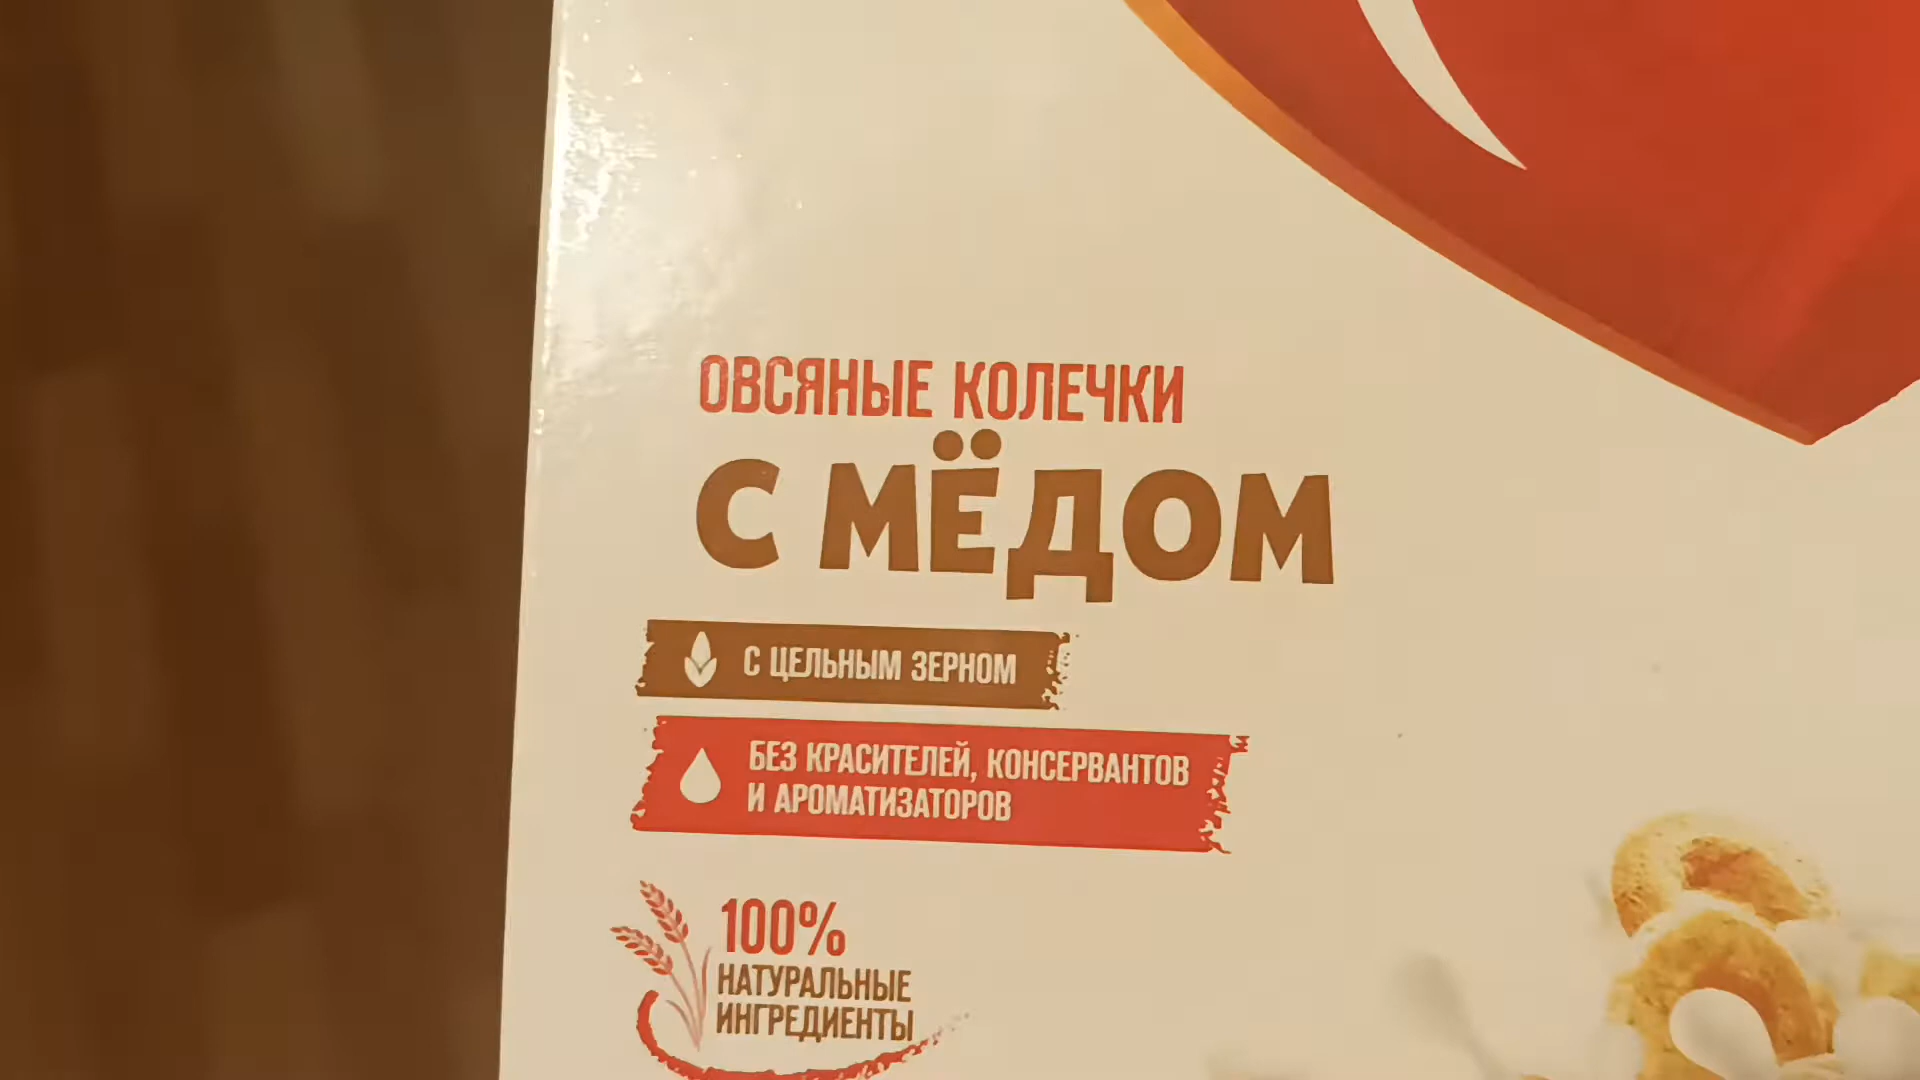 ОВСЯНЫЕ КОЛЕЧКИ
С МЁДОМ
С ЦЕЛЬНЫМ ЗЕРНОМ
БЕЗ КРАСИТЕЛЕЙ, КОНСЕРВАНТОВ
И АРОМАТИЗАТОРОВ
100%
НАТУРАЛЬНЫЕ
ИНГРЕДИЕНТЫ